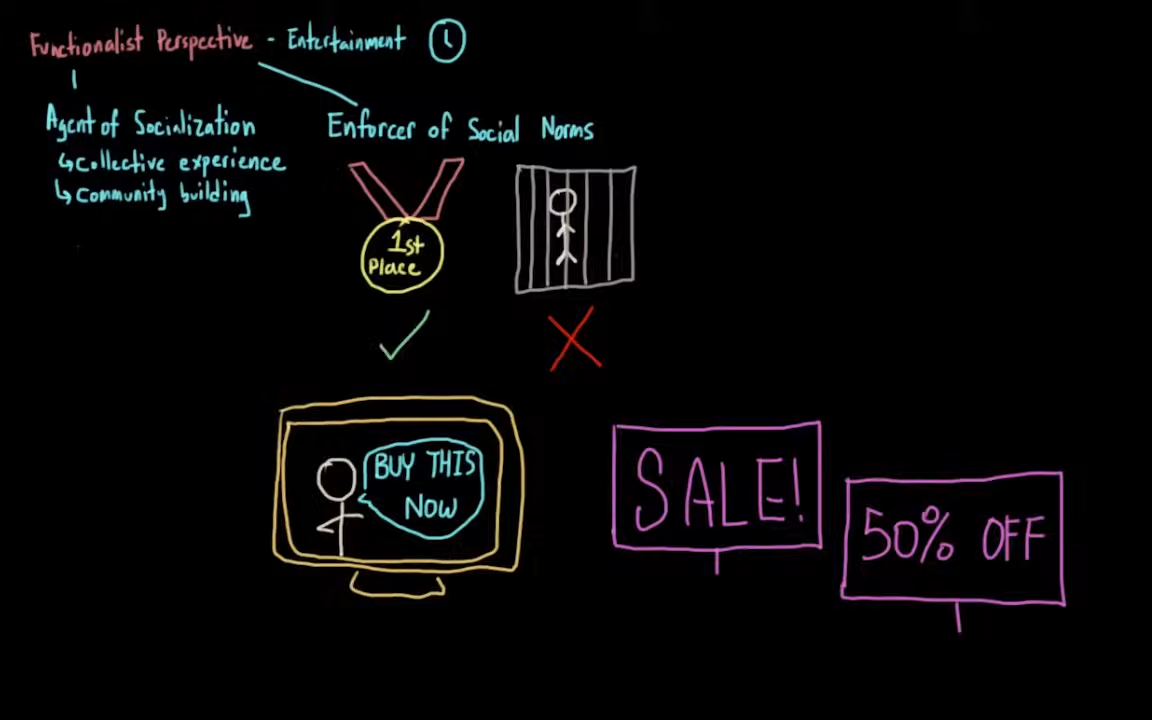 Functionalist Perspective - Entertainment
Agent of Socialization
↳ Collective experience
↳ Community building
Enforcer of Social Norms
1st
Place
BUY THIS
NOW
SALE!
50% OFF